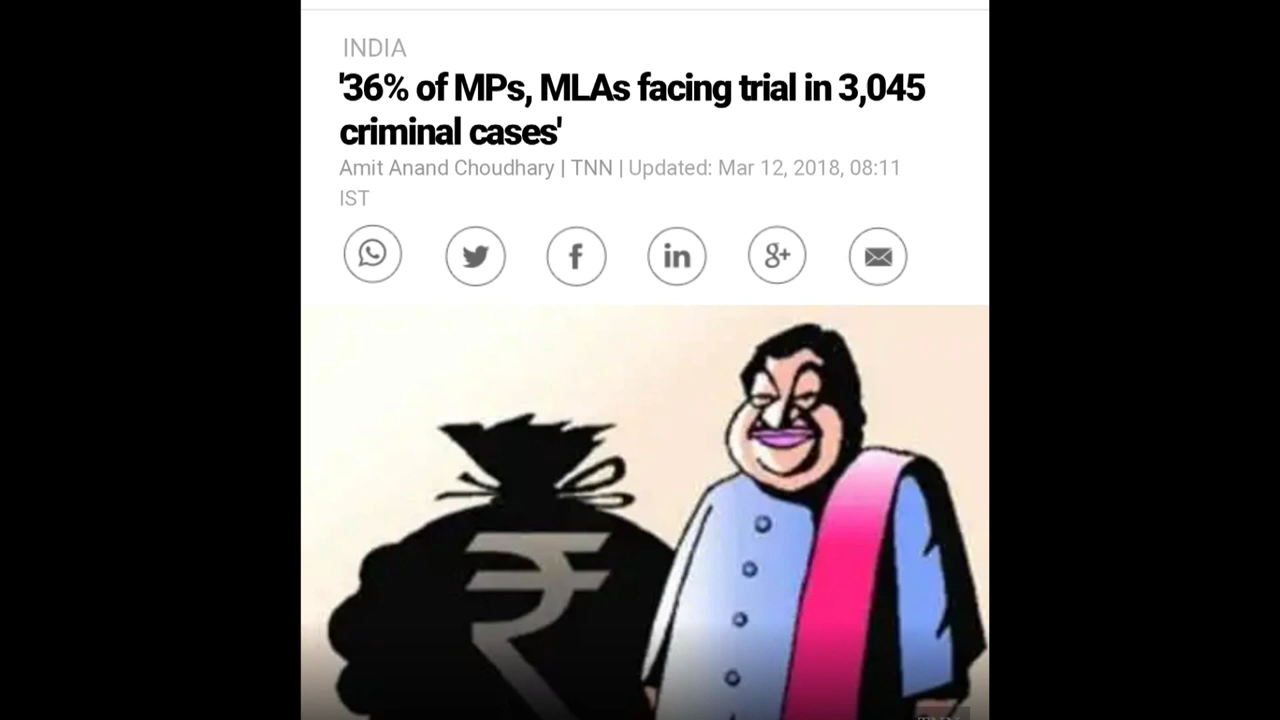 INDIA
'36% of MPs, MLAs facing trial in 3,045
criminal cases'
Amit Anand Choudhary | TNN | Updated: Mar 12, 2018, 08:11
IST
f
in
g+
₹